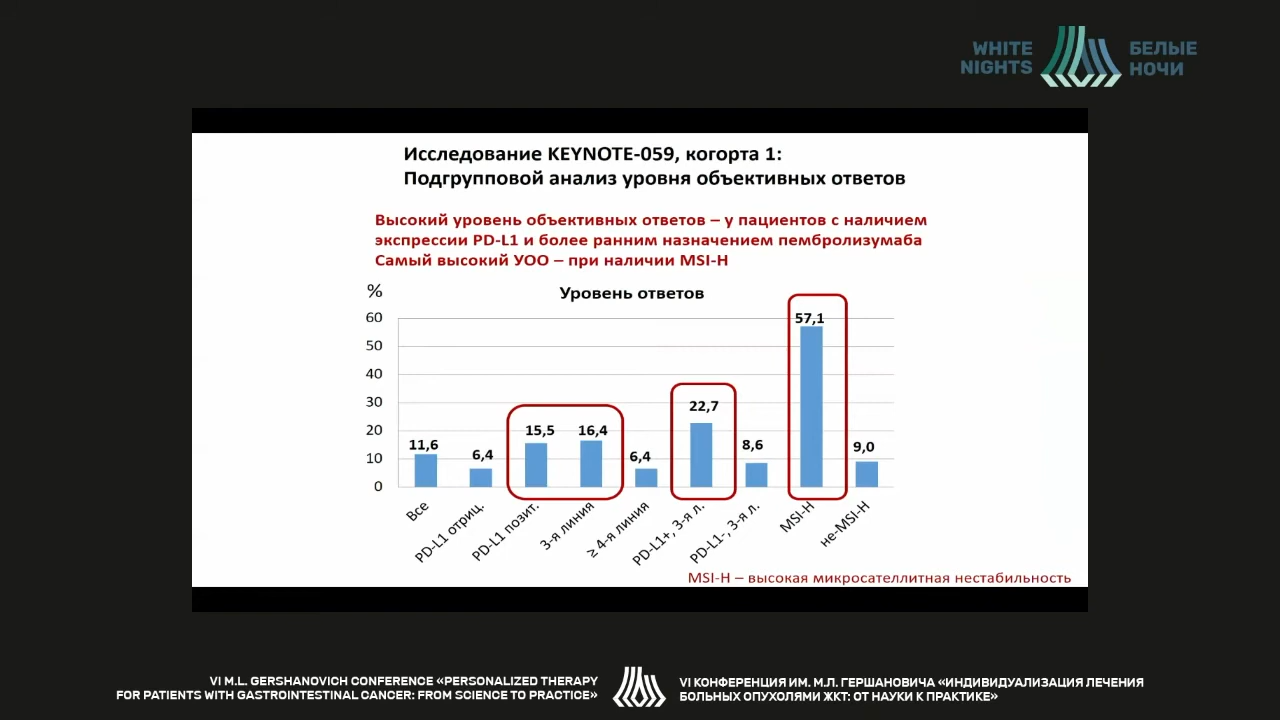 WHITE
NIGHTS
БЕЛЫЕ
НОЧИ
Исследование KEYNOTE-059, когорта 1:
Подгрупповой анализ уровня объективных ответов
Высокий уровень объективных ответов – у пациентов с наличием
экспрессии PD-L1 и более ранним назначением пембролизумаба
Самый высокий УОО – при наличии MSI-H
%
Уровень ответов
60
50
40
30
20
10
0
11,6
6,4
15,5
16,4
6,4
22,7
8,6
57,1
9,0
Все
PD-L1 отриц.
PD-L1 позит.
3-я линия
≥ 4-я линия
PD-L1+, 3-я л.
PD-L1-, 3-я л.
MSI-H
не-MSI-H
MSI-H – высокая микросателлитная нестабильность
VI M.L. GERSHANOVICH CONFERENCE «PERSONALIZED THERAPY
FOR PATIENTS WITH GASTROINTESTINAL CANCER: FROM SCIENCE TO PRACTICE»
VI КОНФЕРЕНЦИЯ ИМ. М.Л. ГЕРШАНОВИЧА «ИНДИВИДУАЛИЗАЦИЯ ЛЕЧЕНИЯ
БОЛЬНЫХ ОПУХОЛЯМИ ЖКТ: ОТ НАУКИ К ПРАКТИКЕ»